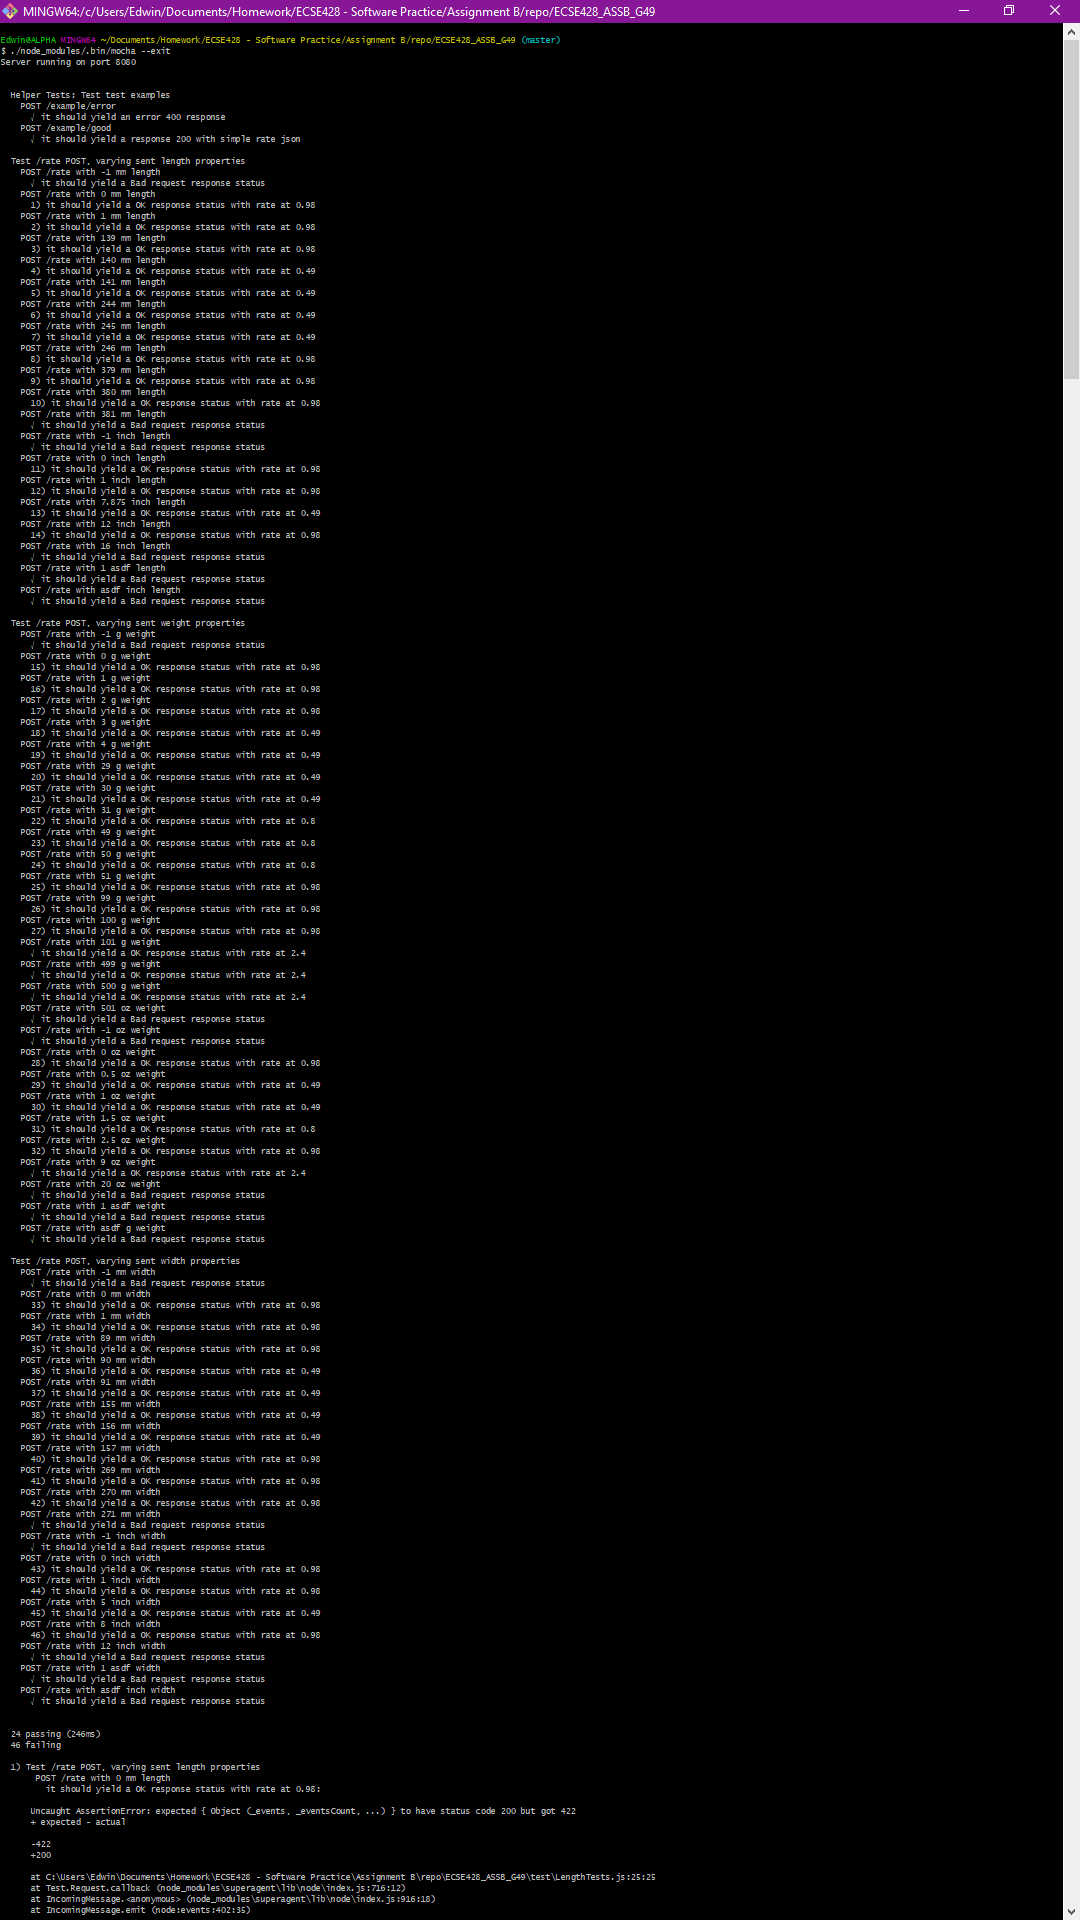 MINGW64:/c/Users/Edwin/Documents/Homework/ECSE428 - Software Practice/Assignment B/repo/ECSE428_ASSB_G49
Edwin@ALPHA MINGW64 ~/Documents/Homework/ECSE428 - Software Practice/Assignment B/repo/ECSE428_ASSB_G49 (master)
$ ./node_modules/.bin/mocha --exit
Server running on port 8080
Helper Tests: Test test examples
POST /example/error
√ it should yield an error 400 response
POST /example/good
√ it should yield a response 200 with simple rate json
Test /rate POST, varying sent length properties
POST /rate with -1 mm length
√ it should yield a Bad request response status
POST /rate with 0 mm length
1) it should yield a OK response status with rate at 0.98
POST /rate with 1 mm length
2) it should yield a OK response status with rate at 0.98
POST /rate with 139 mm length
3) it should yield a OK response status with rate at 0.98
POST /rate with 140 mm length
4) it should yield a OK response status with rate at 0.49
POST /rate with 141 mm length
5) it should yield a OK response status with rate at 0.49
POST /rate with 244 mm length
6) it should yield a OK response status with rate at 0.49
POST /rate with 245 mm length
7) it should yield a OK response status with rate at 0.49
POST /rate with 246 mm length
8) it should yield a OK response status with rate at 0.98
POST /rate with 379 mm length
9) it should yield a OK response status with rate at 0.98
POST /rate with 380 mm length
10) it should yield a OK response status with rate at 0.98
POST /rate with 381 mm length
√ it should yield a Bad request response status
POST /rate with -1 inch length
√ it should yield a Bad request response status
POST /rate with 0 inch length
11) it should yield a OK response status with rate at 0.98
POST /rate with 1 inch length
12) it should yield a OK response status with rate at 0.98
POST /rate with 7.875 inch length
13) it should yield a OK response status with rate at 0.49
POST /rate with 12 inch length
14) it should yield a OK response status with rate at 0.98
POST /rate with 16 inch length
√ it should yield a Bad request response status
POST /rate with 1 asdf length
√ it should yield a Bad request response status
POST /rate with asdf inch length
√ it should yield a Bad request response status
Test /rate POST, varying sent weight properties
POST /rate with -1 g weight
√ it should yield a Bad request response status
POST /rate with 0 g weight
15) it should yield a OK response status with rate at 0.98
POST /rate with 1 g weight
16) it should yield a OK response status with rate at 0.98
POST /rate with 2 g weight
17) it should yield a OK response status with rate at 0.98
POST /rate with 3 g weight
18) it should yield a OK response status with rate at 0.49
POST /rate with 4 g weight
19) it should yield a OK response status with rate at 0.49
POST /rate with 29 g weight
20) it should yield a OK response status with rate at 0.49
POST /rate with 30 g weight
21) it should yield a OK response status with rate at 0.49
POST /rate with 31 g weight
22) it should yield a OK response status with rate at 0.8
POST /rate with 49 g weight
23) it should yield a OK response status with rate at 0.8
POST /rate with 50 g weight
24) it should yield a OK response status with rate at 0.8
POST /rate with 51 g weight
25) it should yield a OK response status with rate at 0.98
POST /rate with 99 g weight
26) it should yield a OK response status with rate at 0.98
POST /rate with 100 g weight
27) it should yield a OK response status with rate at 0.98
POST /rate with 101 g weight
√ it should yield a OK response status with rate at 2.4
POST /rate with 499 g weight
√ it should yield a OK response status with rate at 2.4
POST /rate with 500 g weight
√ it should yield a OK response status with rate at 2.4
POST /rate with 501 oz weight
√ it should yield a Bad request response status
POST /rate with -1 oz weight
√ it should yield a Bad request response status
POST /rate with 0 oz weight
28) it should yield a OK response status with rate at 0.98
POST /rate with 0.5 oz weight
29) it should yield a OK response status with rate at 0.49
POST /rate with 1 oz weight
30) it should yield a OK response status with rate at 0.49
POST /rate with 1.5 oz weight
31) it should yield a OK response status with rate at 0.8
POST /rate with 2.5 oz weight
32) it should yield a OK response status with rate at 0.98
POST /rate with 9 oz weight
√ it should yield a OK response status with rate at 2.4
POST /rate with 20 oz weight
√ it should yield a Bad request response status
POST /rate with 1 asdf weight
√ it should yield a Bad request response status
POST /rate with asdf g weight
√ it should yield a Bad request response status
Test /rate POST, varying sent width properties
POST /rate with -1 mm width
√ it should yield a Bad request response status
POST /rate with 0 mm width
33) it should yield a OK response status with rate at 0.98
POST /rate with 1 mm width
34) it should yield a OK response status with rate at 0.98
POST /rate with 89 mm width
35) it should yield a OK response status with rate at 0.98
POST /rate with 90 mm width
36) it should yield a OK response status with rate at 0.49
POST /rate with 91 mm width
37) it should yield a OK response status with rate at 0.49
POST /rate with 155 mm width
38) it should yield a OK response status with rate at 0.49
POST /rate with 156 mm width
39) it should yield a OK response status with rate at 0.49
POST /rate with 157 mm width
40) it should yield a OK response status with rate at 0.98
POST /rate with 269 mm width
41) it should yield a OK response status with rate at 0.98
POST /rate with 270 mm width
42) it should yield a OK response status with rate at 0.98
POST /rate with 271 mm width
√ it should yield a Bad request response status
POST /rate with -1 inch width
√ it should yield a Bad request response status
POST /rate with 0 inch width
43) it should yield a OK response status with rate at 0.98
POST /rate with 1 inch width
44) it should yield a OK response status with rate at 0.98
POST /rate with 5 inch width
45) it should yield a OK response status with rate at 0.49
POST /rate with 8 inch width
46) it should yield a OK response status with rate at 0.98
POST /rate with 12 inch width
√ it should yield a Bad request response status
POST /rate with 1 asdf width
√ it should yield a Bad request response status
POST /rate with asdf inch width
√ it should yield a Bad request response status
24 passing (246ms)
46 failing
1) Test /rate POST, varying sent length properties
POST /rate with 0 mm length
it should yield a OK response status with rate at 0.98:
Uncaught AssertionError: expected { Object (_events, _eventsCount, ...) } to have status code 200 but got 422
+ expected - actual
-422
+200
at C:\Users\Edwin\Documents\Homework\ECSE428 - Software Practice\Assignment B\repo\ECSE428_ASSB_G49\test\LengthTests.js:25:25
at Test.Request.callback (node_modules\superagent\lib\node\index.js:716:12)
at IncomingMessage.<anonymous> (node_modules\superagent\lib\node\index.js:916:18)
at IncomingMessage.emit (node:events:402:35)